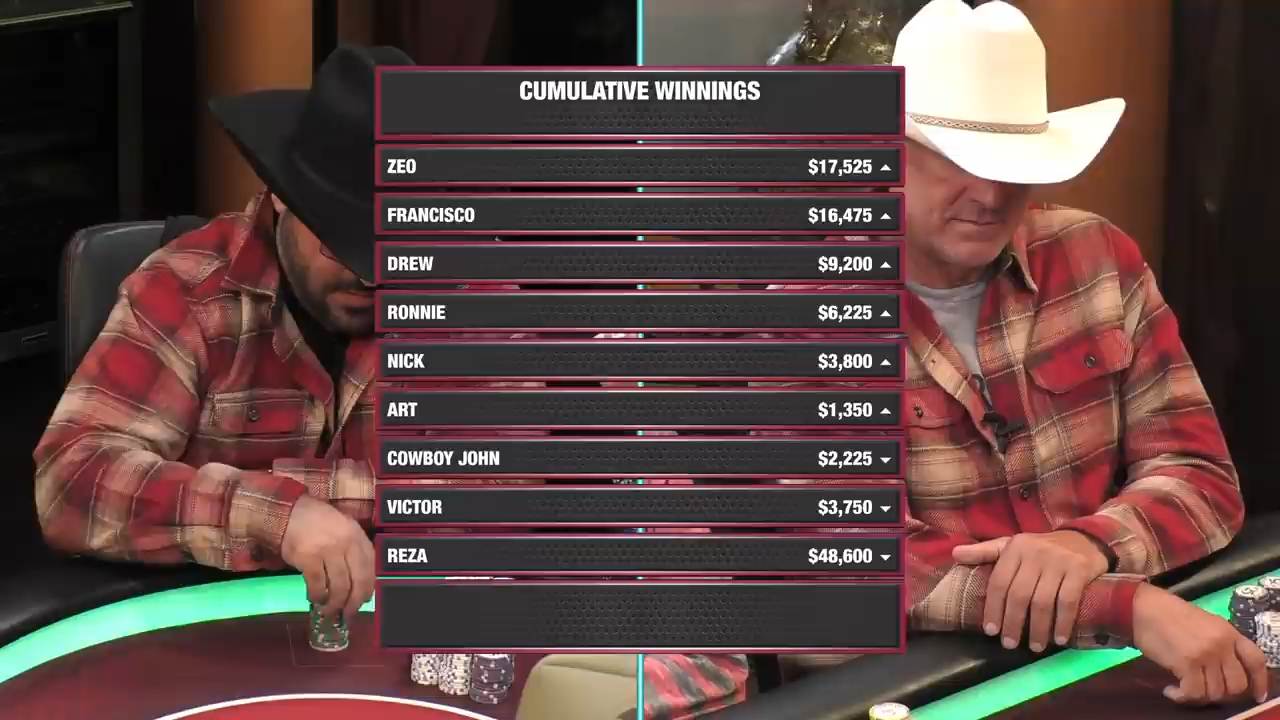 CUMULATIVE WINNINGS
ZEO $17,525 ▲
FRANCISCO $16,475 ▲
DREW $9,200 ▲
RONNIE $6,225 ▲
NICK $3,800 ▲
ART $1,350 ▲
COWBOY JOHN $2,225 ▼
VICTOR $3,750 ▼
REZA $48,600 ▼